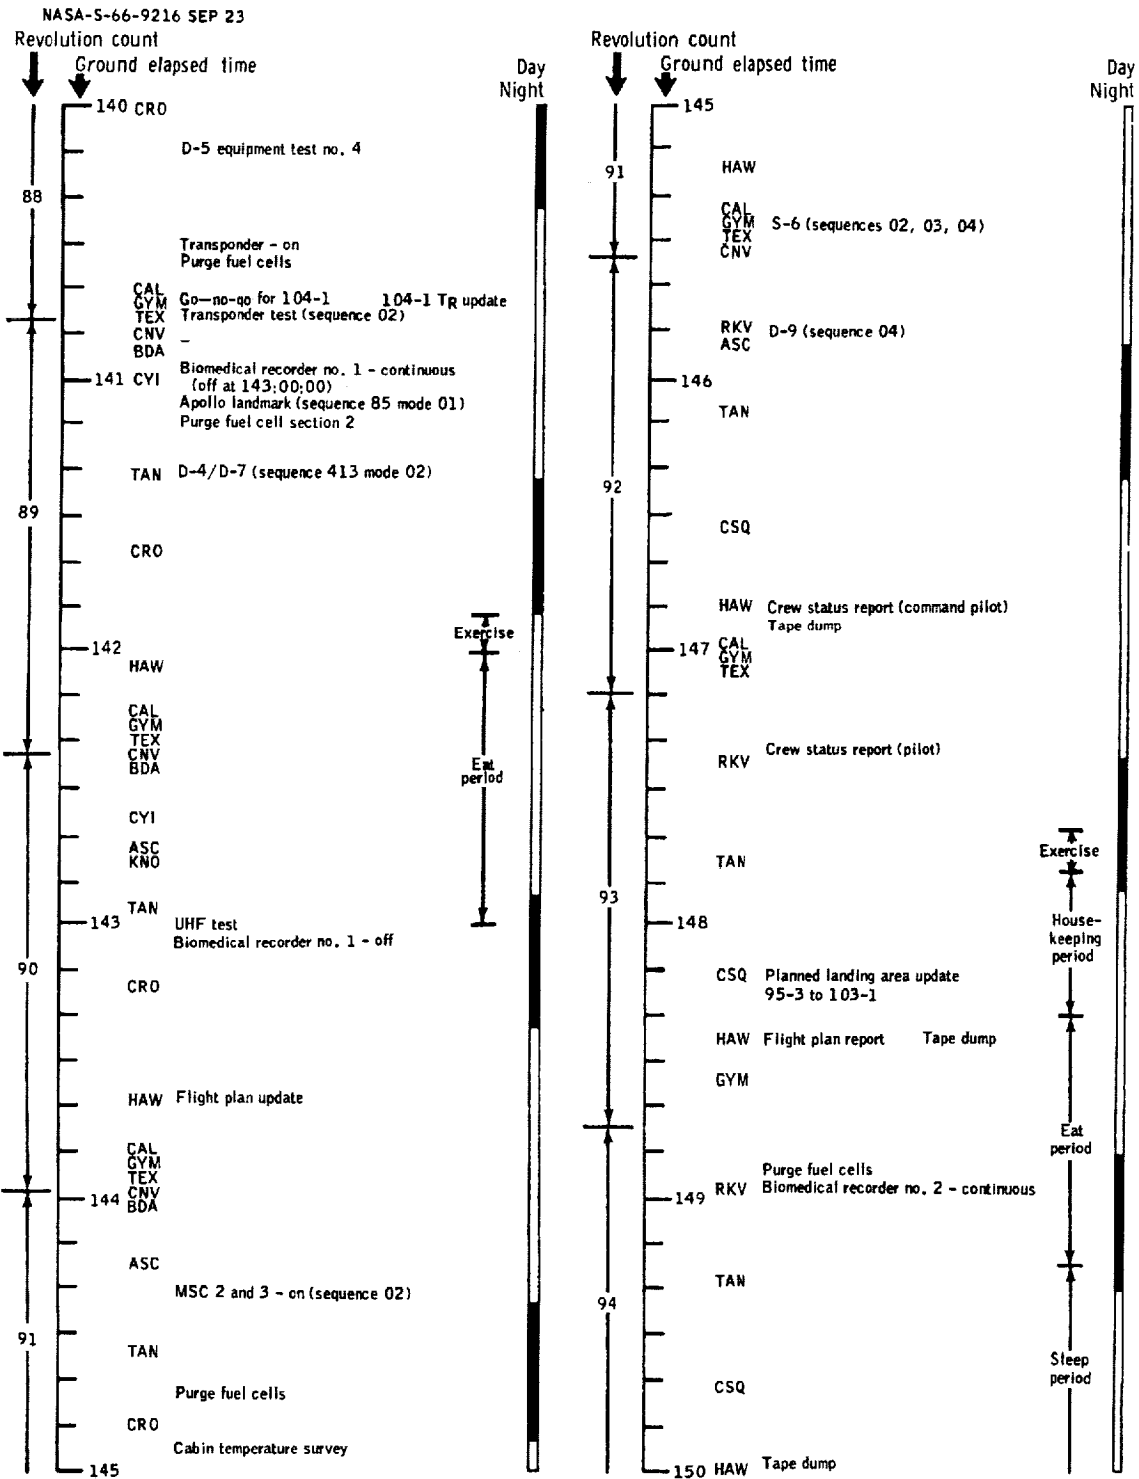 NASA-S-66-9216 SEP 23
Revolution count
Ground elapsed time
Day
Night
140 CRO
D-5 equipment test no. 4
88
Transponder - on
Purge fuel cells
CAL
GYM Go-no-go for 104-1 104-1 TR update
TEX Transponder test (sequence 02)
CNV –
BDA
141 CYI Biomedical recorder no. 1 - continuous
(off at 143:00:00)
Apollo landmark (sequence 85 mode 01)
Purge fuel cell section 2
TAN D-4/D-7 (sequence 413 mode 02)
89
CRO
Exercise
142
HAW
CAL
GYM
TEX
CNV
BDA
Eat
period
CYI
ASC
KNO
TAN
143 UHF test
Biomedical recorder no. 1 - off
90
CRO
HAW Flight plan update
CAL
GYM
TEX
CNV
144
BDA
ASC
MSC 2 and 3 - on (sequence 02)
91
TAN
Purge fuel cells
CRO
Cabin temperature survey
145
Revolution count
Ground elapsed time
Day
Night
145
HAW
91
CAL
GYM S-6 (sequences 02, 03, 04)
TEX
CNV
RKV D-9 (sequence 04)
ASC
146
TAN
92
CSQ
HAW Crew status report (command pilot)
Tape dump
147 CAL
GYM
TEX
Crew status report (pilot)
RKV
Exercise
TAN
93
148
House-
keeping
period
CSQ Planned landing area update
95-3 to 103-1
HAW Flight plan report Tape dump
GYM
Eat
period
Purge fuel cells
149 RKV Biomedical recorder no. 2 - continuous
TAN
94
Sleep
period
CSQ
150 HAW Tape dump